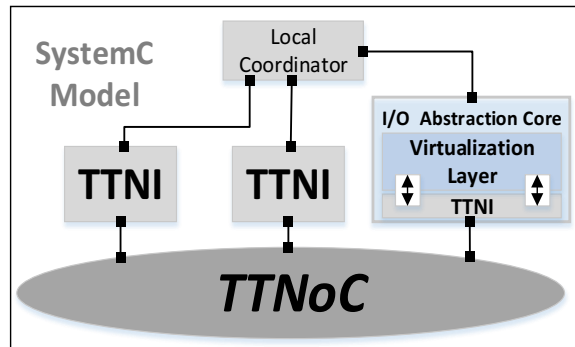 SystemC
Model
Local
Coordinator
I/O Abstraction Core
Virtualization
Layer
TTNI
TTNI
TTNI
TTNoC